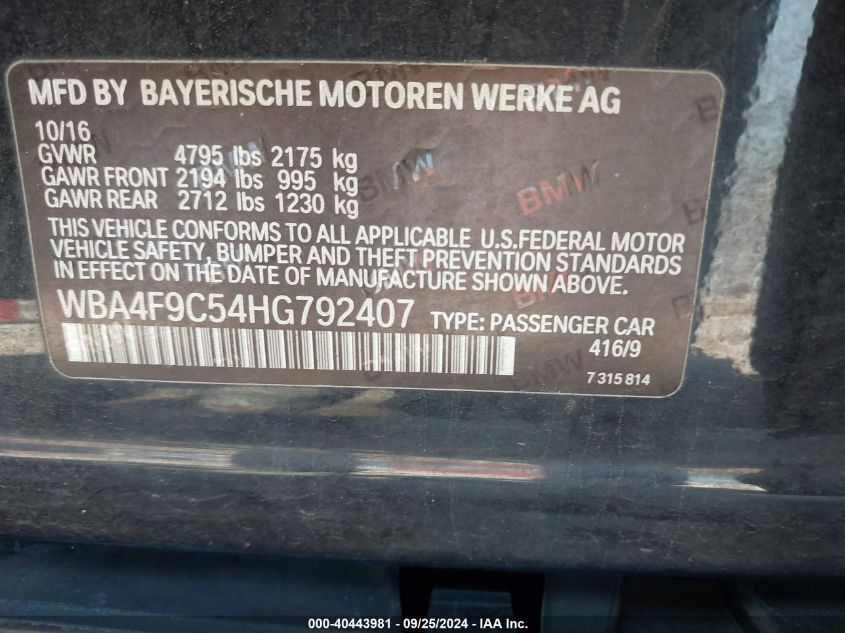 MFD BY BAYERISCHE MOTOREN WERKE AG
10/16
GVWR 4795 lbs 2175 kg
GAWR FRONT 2194 lbs 995 kg
GAWR REAR 2712 lbs 1230 kg
THIS VEHICLE CONFORMS TO ALL APPLICABLE U.S.FEDERAL MOTOR
VEHICLE SAFETY, BUMPER AND THEFT PREVENTION STANDARDS
IN EFFECT ON THE DATE OF MANUFACTURE SHOWN ABOVE.
WBA4F9C54HG792407 TYPE: PASSENGER CAR
416/9
7 315 814
BMW
000-40443981 - 09/25/2024 - IAA Inc.